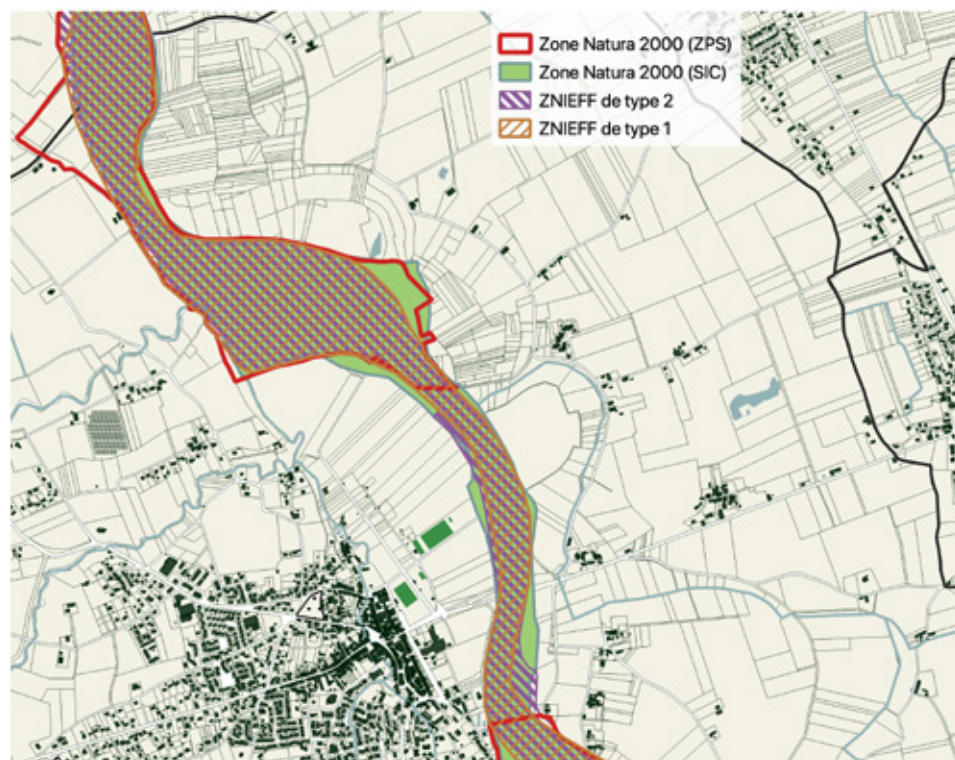 Zone Natura 2000 (ZPS)
Zone Natura 2000 (SIC)
ZNIEFF de type 2
ZNIEFF de type 1